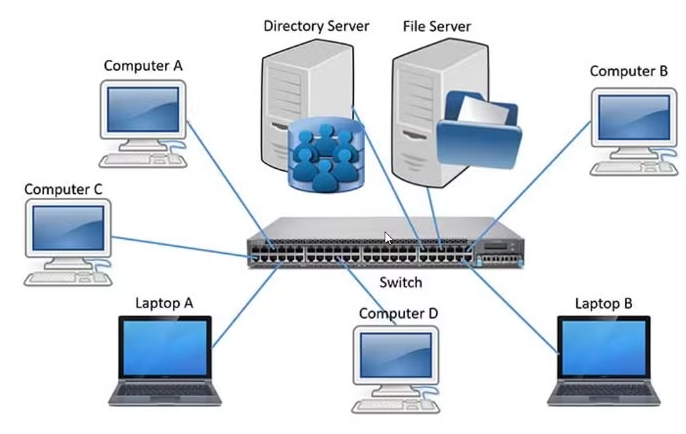 Directory Server
File Server
Computer A
Computer B
Computer C
Switch
Laptop A
Computer D
Laptop B